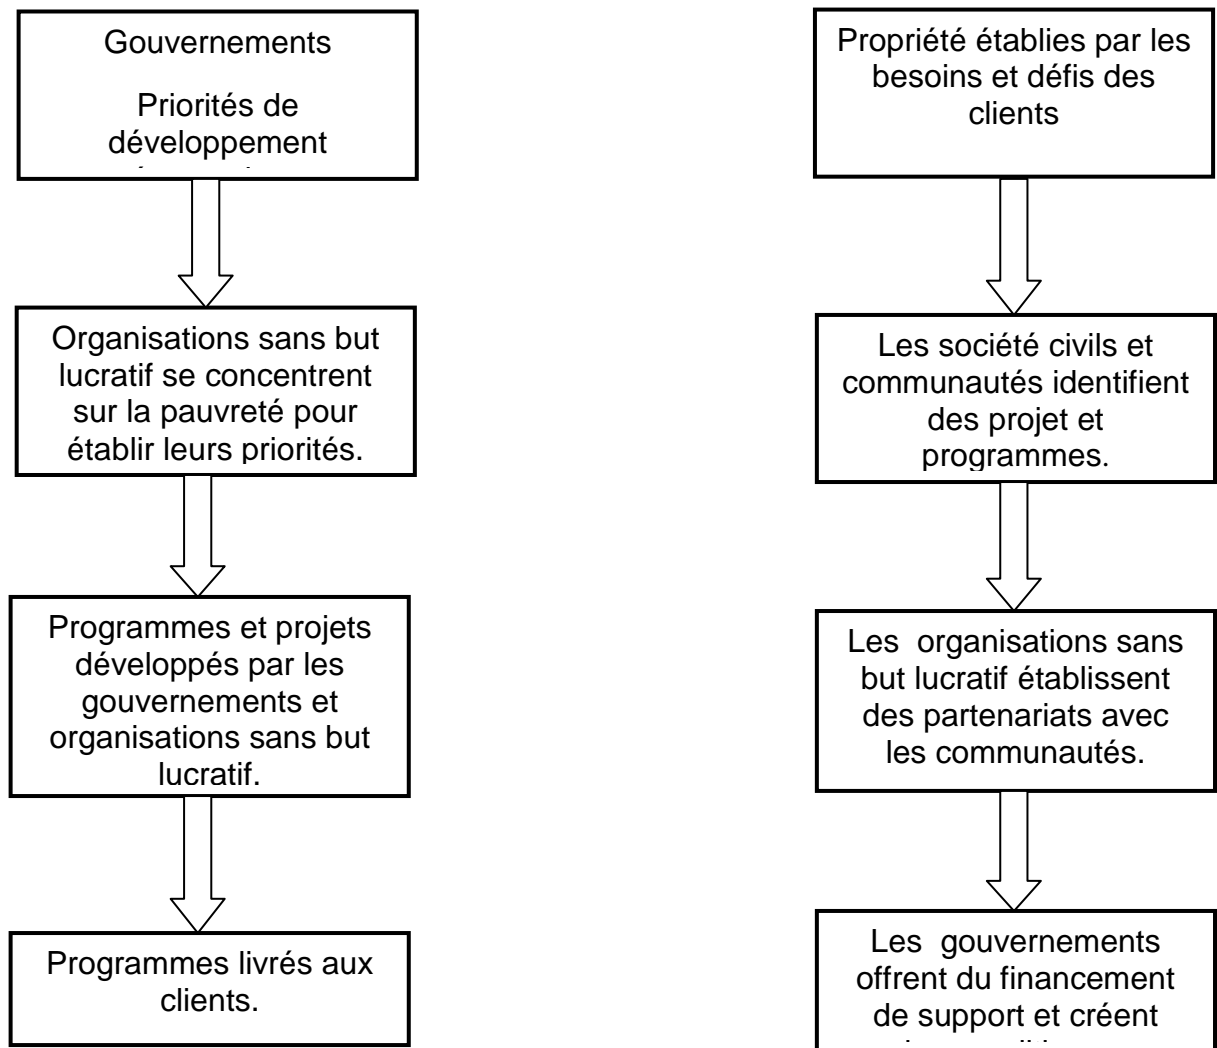 Gouvernements
Priorités de
développement
Organisations sans but
lucratif se concentrent
sur la pauvreté pour
établir leurs priorités.
Programmes et projets
développés par les
gouvernements et
organisations sans but
lucratif.
Programmes livrés aux
clients.
Propriété établies par les
besoins et défis des
clients
Les société civils et
communautés identifient
des projet et
programmes.
Les organisations sans
but lucratif établissent
des partenariats avec
les communautés.
Les gouvernements
offrent du financement
de support et créent